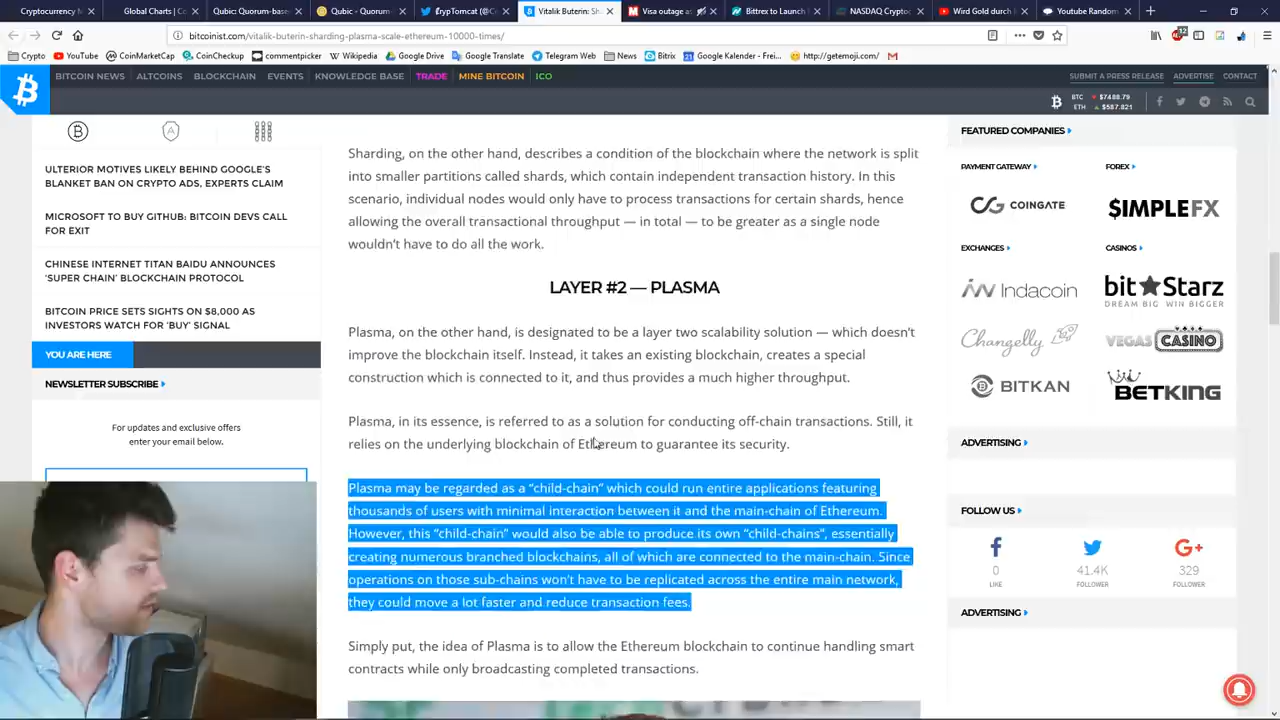 Cryptocurrency M
Global Charts | Co
Qubic: Quorum-base
Qubic - Quorum-
CrypTomcat (@C
Vitalik Buterin: Sh
Visa outage as
Bittrex to Launch
NASDAQ Cryptoc
Wird Gold durch
Youtube Random
bitcoinist.com/vitalik-buterin-sharding-plasma-scale-ethereum-10000-times/
Crypto
YouTube
CoinMarketCap
CoinCheckup
commentpicker
Wikipedia
Google Drive
Google Translate
Telegram Web
News
Bitrix
Google Kalender - Frei...
http://getemoji.com/
BITCOIN NEWS
ALTCOINS
BLOCKCHAIN
EVENTS
KNOWLEDGE BASE
TRADE
MINE BITCOIN
ICO
SUBMIT A PRESS RELEASE
ADVERTISE
CONTACT
BTC $7488.79
ETH $587.821
ULTERIOR MOTIVES LIKELY BEHIND GOOGLE'S
BLANKET BAN ON CRYPTO ADS, EXPERTS CLAIM
MICROSOFT TO BUY GITHUB: BITCOIN DEVS CALL
FOR EXIT
CHINESE INTERNET TITAN BAIDU ANNOUNCES
'SUPER CHAIN' BLOCKCHAIN PROTOCOL
BITCOIN PRICE SETS SIGHTS ON $8,000 AS
INVESTORS WATCH FOR 'BUY' SIGNAL
YOU ARE HERE
NEWSLETTER SUBSCRIBE
For updates and exclusive offers
enter your email below.
Sharding, on the other hand, describes a condition of the blockchain where the network is split
into smaller partitions called shards, which contain independent transaction history. In this
scenario, individual nodes would only have to process transactions for certain shards, hence
allowing the overall transactional throughput — in total — to be greater as a single node
wouldn't have to do all the work.
LAYER #2 — PLASMA
Plasma, on the other hand, is designated to be a layer two scalability solution — which doesn't
improve the blockchain itself. Instead, it takes an existing blockchain, creates a special
construction which is connected to it, and thus provides a much higher throughput.
Plasma, in its essence, is referred to as a solution for conducting off-chain transactions. Still, it
relies on the underlying blockchain of Ethereum to guarantee its security.
Plasma may be regarded as a “child-chain” which could run entire applications featuring
thousands of users with minimal interaction between it and the main-chain of Ethereum.
However, this “child-chain” would also be able to produce its own “child-chains”, essentially
creating numerous branched blockchains, all of which are connected to the main-chain. Since
operations on those sub-chains won't have to be replicated across the entire main network,
they could move a lot faster and reduce transaction fees.
Simply put, the idea of Plasma is to allow the Ethereum blockchain to continue handling smart
contracts while only broadcasting completed transactions.
FEATURED COMPANIES
PAYMENT GATEWAY
FOREX
COINGATE
$IMPLEFX
EXCHANGES
CASINOS
Indacoin
bitStarz
DREAM BIG WIN BIGGER
Changelly
VEGAS CASINO
BITKAN
BETKING
ADVERTISING
FOLLOW US
0
LIKE
41.4K
FOLLOWER
329
FOLLOWER
ADVERTISING